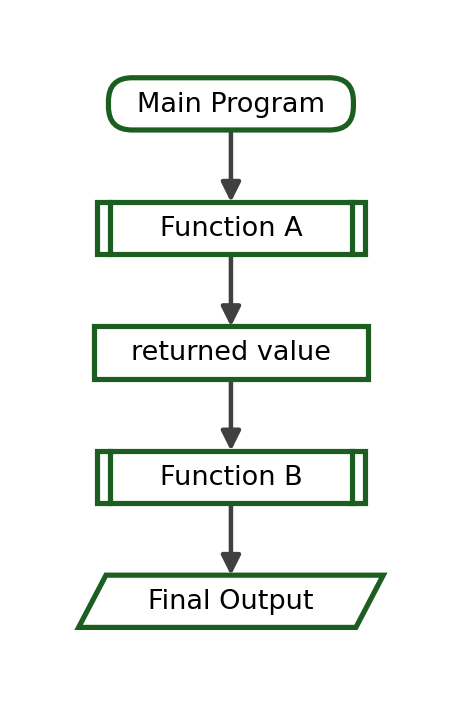 Main Program
Function A
returned value
Function B
Final Output